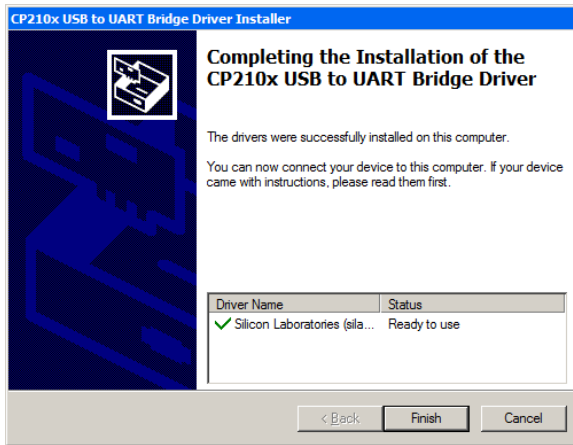 CP210x USB to UART Bridge Driver Installer
Completing the Installation of the
CP210x USB to UART Bridge Driver
The drivers were successfully installed on this computer.
You can now connect your device to this computer. If your device
came with instructions, please read them first.
Driver Name Status
Silicon Laboratories (sila... Ready to use
< Back Finish Cancel